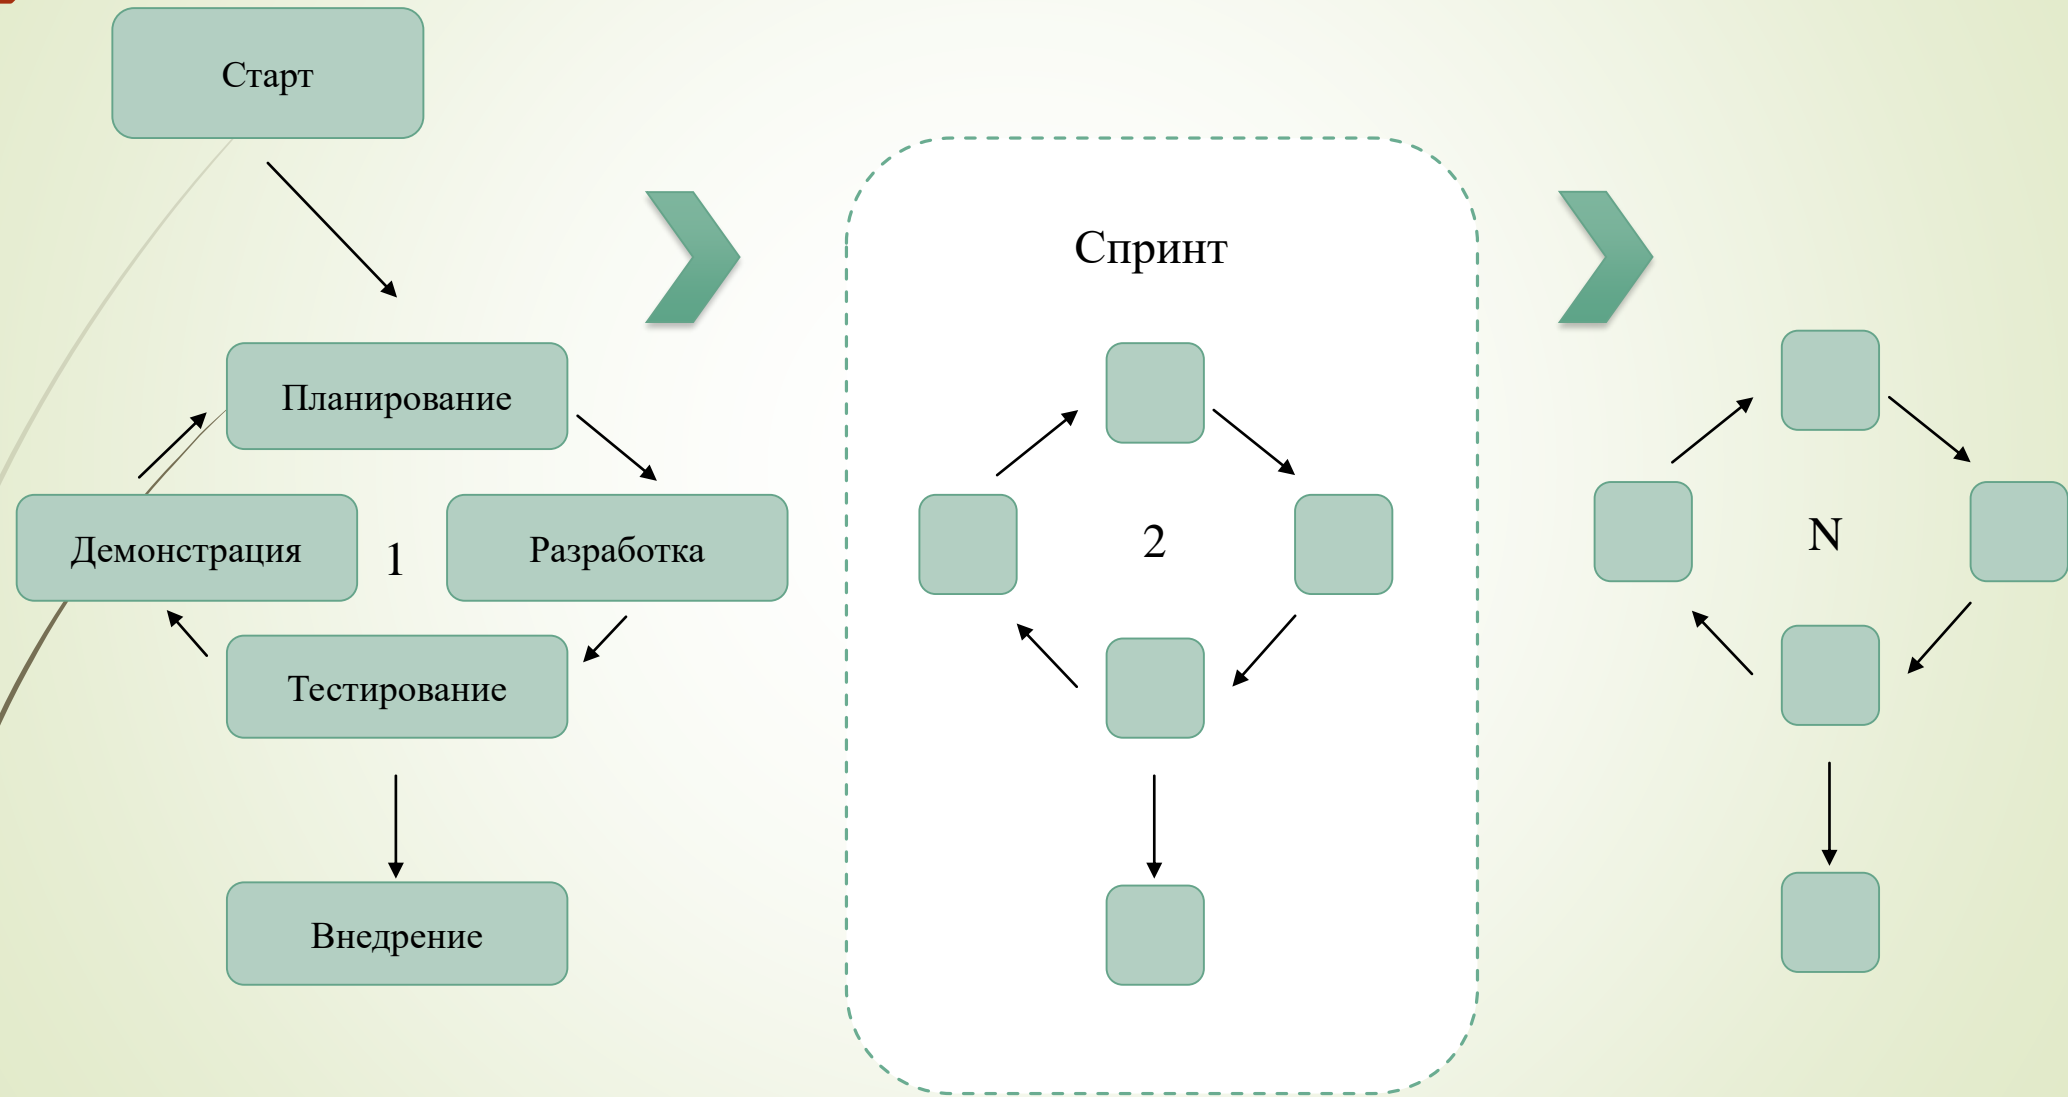 Старт
Планирование
Демонстрация
1
Разработка
Тестирование
Внедрение
Спринт
2
N